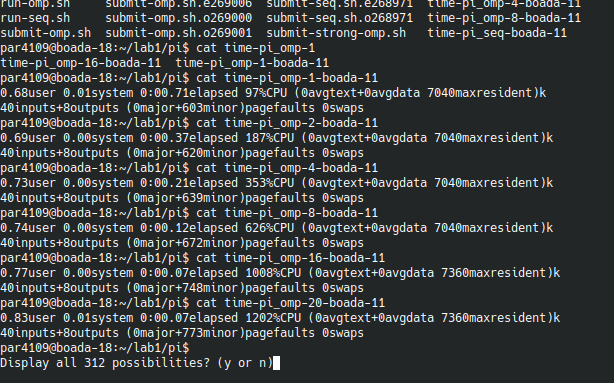 run-omp.sh submit-omp.sh.e269006 submit-seq.sh.e268971 time-pi_omp-4-boada-11
run-seq.sh submit-omp.sh.o269000 submit-seq.sh.o268971 time-pi_omp-8-boada-11
submit-omp.sh submit-omp.sh.o269001 submit-strong-omp.sh time-pi_seq-boada-11
par4109@boada-18:~/lab1/pi$ cat time-pi_omp-1
time-pi_omp-16-boada-11 time-pi_omp-1-boada-11
par4109@boada-18:~/lab1/pi$ cat time-pi_omp-1-boada-11
0.68user 0.01system 0:00.71elapsed 97%CPU (0avgtext+0avgdata 7040maxresident)k
40inputs+8outputs (0major+603minor)pagefaults 0swaps
par4109@boada-18:~/lab1/pi$ cat time-pi_omp-2-boada-11
0.69user 0.00system 0:00.37elapsed 187%CPU (0avgtext+0avgdata 7040maxresident)k
40inputs+8outputs (0major+620minor)pagefaults 0swaps
par4109@boada-18:~/lab1/pi$ cat time-pi_omp-4-boada-11
0.73user 0.00system 0:00.21elapsed 353%CPU (0avgtext+0avgdata 7040maxresident)k
40inputs+8outputs (0major+639minor)pagefaults 0swaps
par4109@boada-18:~/lab1/pi$ cat time-pi_omp-8-boada-11
0.74user 0.00system 0:00.12elapsed 626%CPU (0avgtext+0avgdata 7040maxresident)k
40inputs+8outputs (0major+672minor)pagefaults 0swaps
par4109@boada-18:~/lab1/pi$ cat time-pi_omp-16-boada-11
0.77user 0.00system 0:00.07elapsed 1008%CPU (0avgtext+0avgdata 7360maxresident)k
40inputs+8outputs (0major+748minor)pagefaults 0swaps
par4109@boada-18:~/lab1/pi$ cat time-pi_omp-20-boada-11
0.83user 0.01system 0:00.07elapsed 1202%CPU (0avgtext+0avgdata 7360maxresident)k
40inputs+8outputs (0major+773minor)pagefaults 0swaps
par4109@boada-18:~/lab1/pi$
Display all 312 possibilities? (y or n)